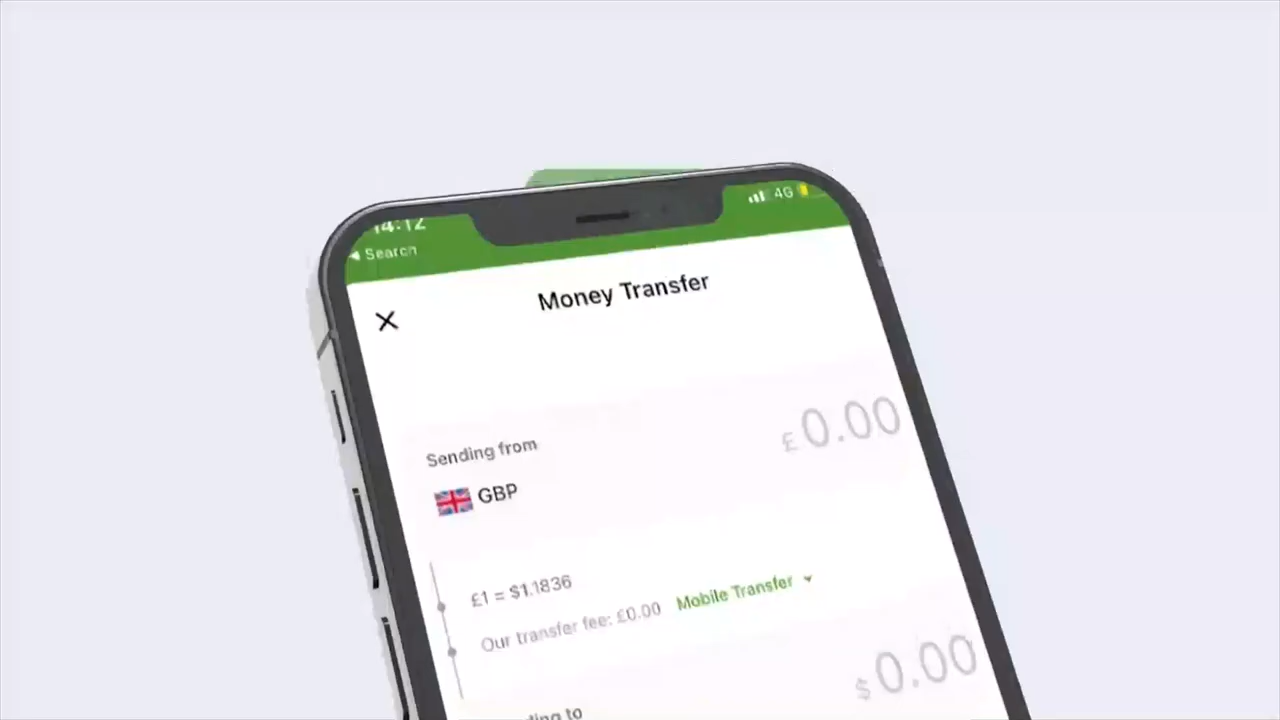 14:12
4G
Search
Money Transfer
Sending from
£0.00
GBP
£1 = $1.1836
Our transfer fee: £0.00 Mobile Transfer
$0.00
to